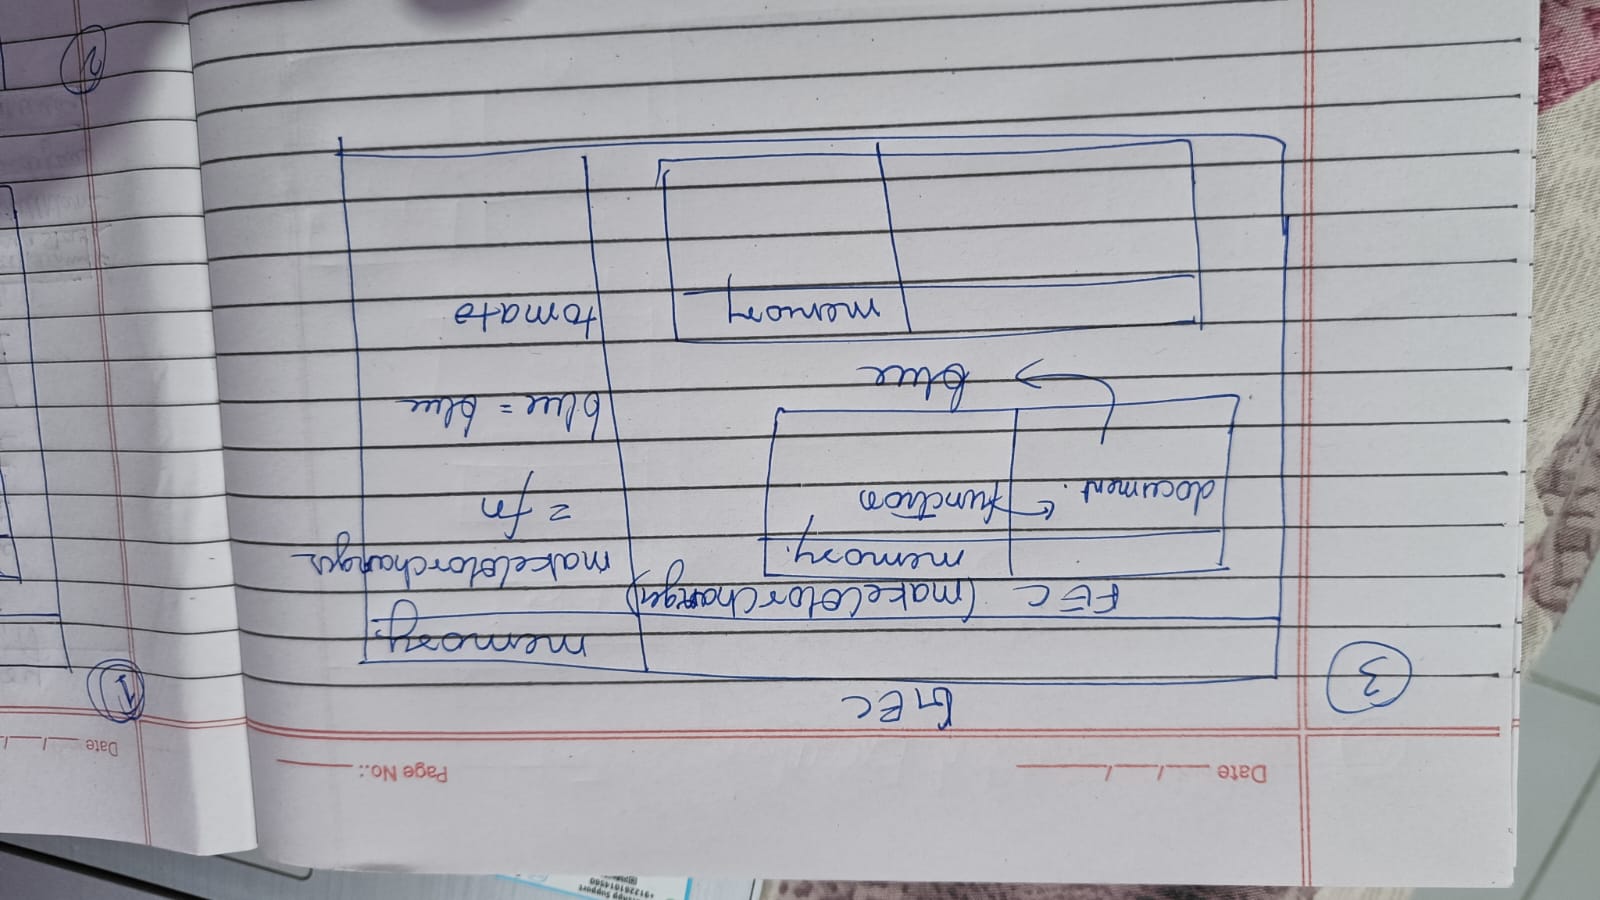 Date ___/___/___ Page No.: ___
3
GEC
memory.
FEC (makecolorchanger)
makecolorchanger
= fn
memory.
document. function
blue = blue
blue
memory
tomato
Date ___/___/___
1
2